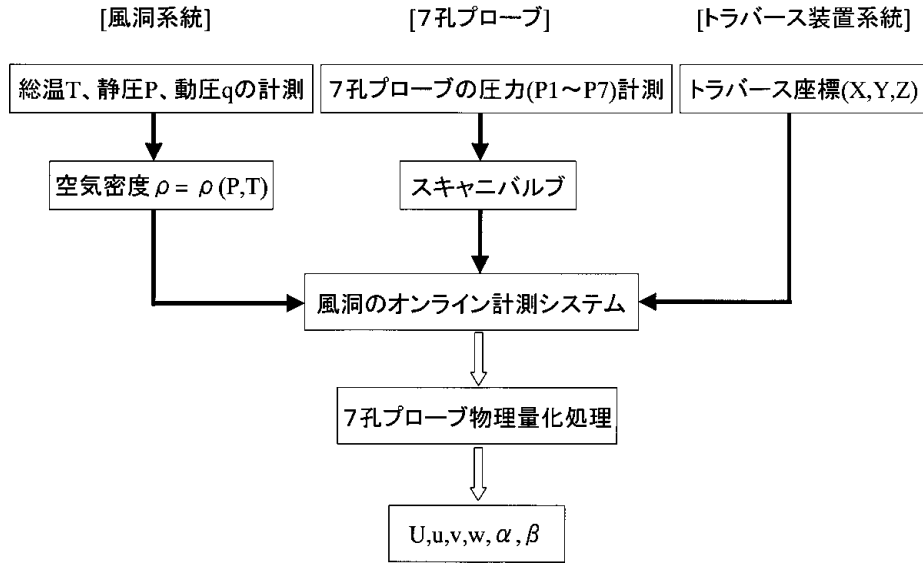 [風洞系統]
[７孔プローブ]
[トラバース装置系統]
総温T、静圧P、動圧qの計測
７孔プローブの圧力(P1～P7)計測
トラバース座標(X,Y,Z)
空気密度ρ= ρ(P,T)
スキャニバルブ
風洞のオンライン計測システム
７孔プローブ物理量化処理
U,u,v,w,α,β